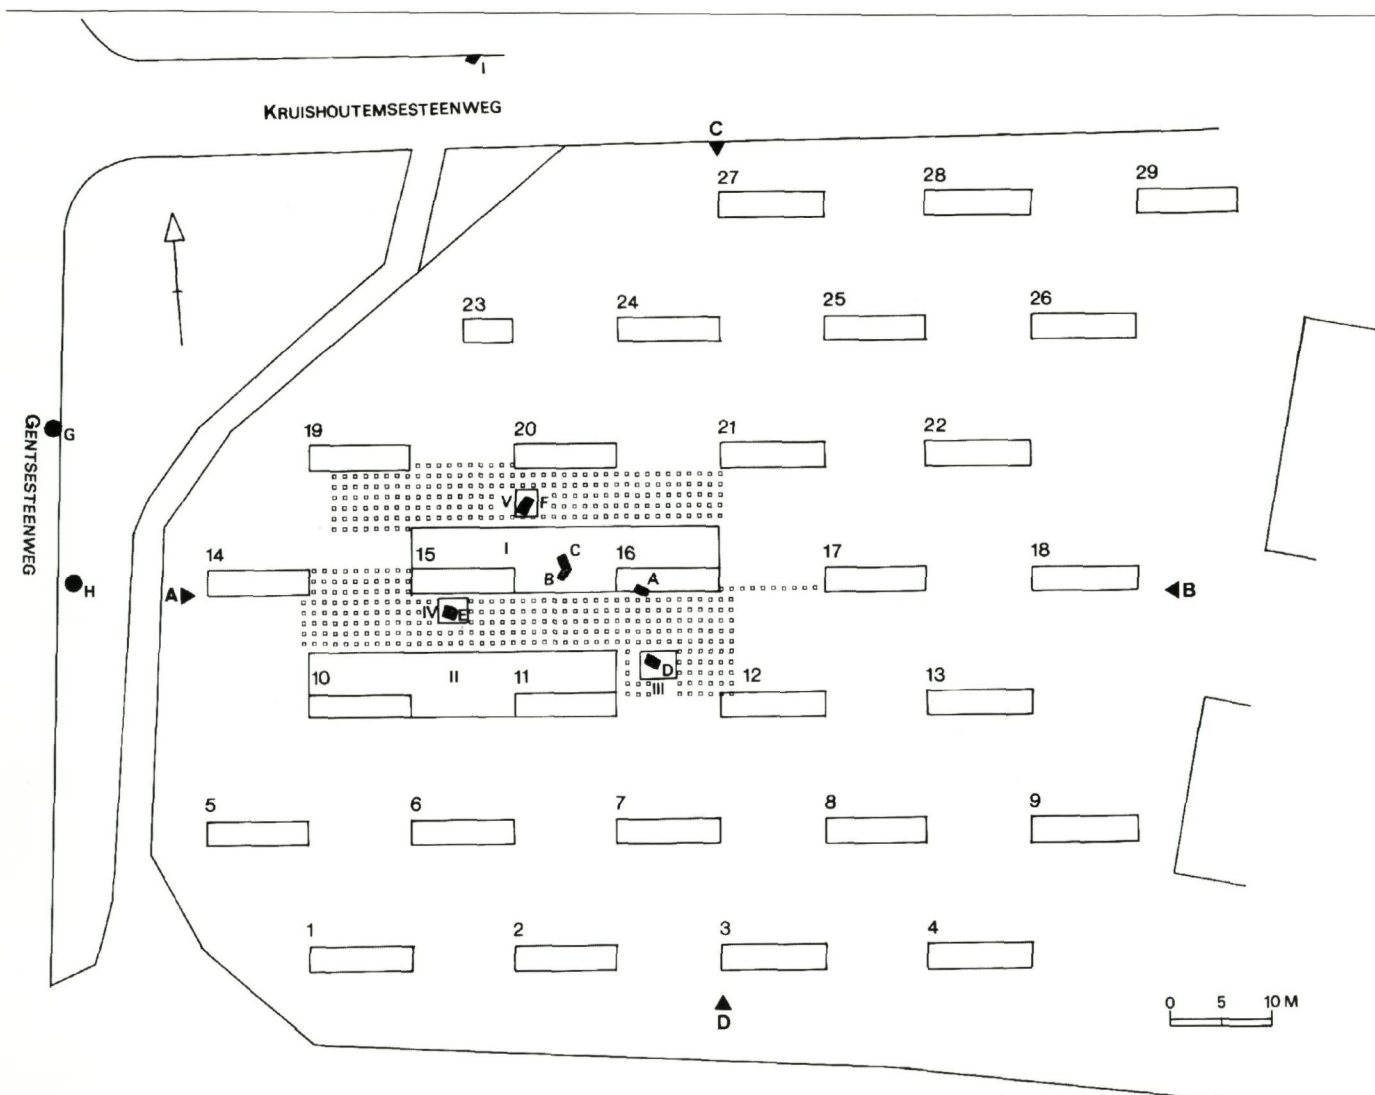 I
KRUISHOUTEMSESTEENWEG
C
27 28 29
23 24 25 26
19 20 21 22
GENTSESTEENWEG
G
V F
14 15 I C 16 17 18
B A
H
A B
IV E
D
10 II 11 III 12 13
5 6 7 8 9
1 2 3 4
0 5 10 M
D